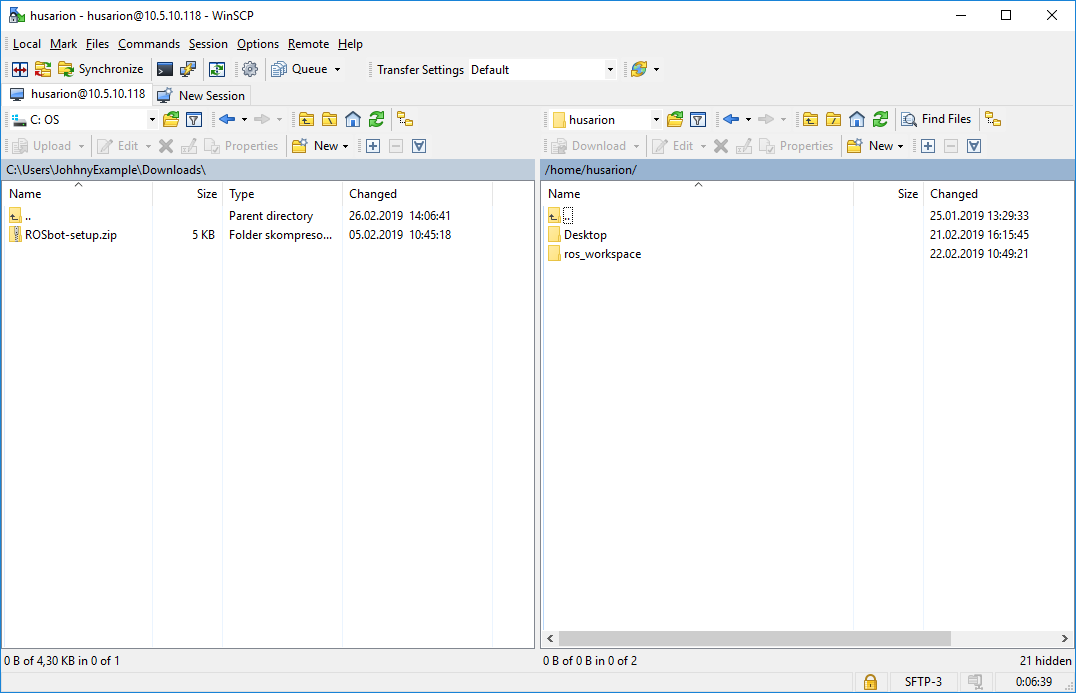 husarion - husarion@10.5.10.118 - WinSCP
Local Mark Files Commands Session Options Remote Help
Synchronize Queue Transfer Settings Default
husarion@10.5.10.118 New Session
C: OS husarion Find Files
Upload Edit Properties New Download Edit Properties New
C:\Users\JohhnyExample\Downloads\ /home/husarion/
Name Size Type Changed Name Size Changed
.. Parent directory 26.02.2019 14:06:41 .. 25.01.2019 13:29:33
ROSbot-setup.zip 5 KB Folder skompreso... 05.02.2019 10:45:18 Desktop 21.02.2019 16:15:45
ros_workspace 22.02.2019 10:49:21
0 B of 4,30 KB in 0 of 1 0 B of 0 B in 0 of 2 21 hidden
SFTP-3 0:06:39